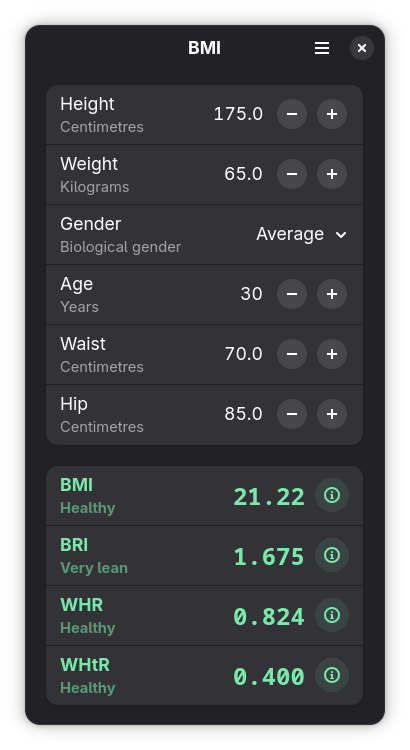 BMI
Height
Centimetres
175.0
Weight
Kilograms
65.0
Gender
Biological gender
Average
Age
Years
30
Waist
Centimetres
70.0
Hip
Centimetres
85.0
BMI
Healthy
21.22
BRI
Very lean
1.675
WHR
Healthy
0.824
WHtR
Healthy
0.400